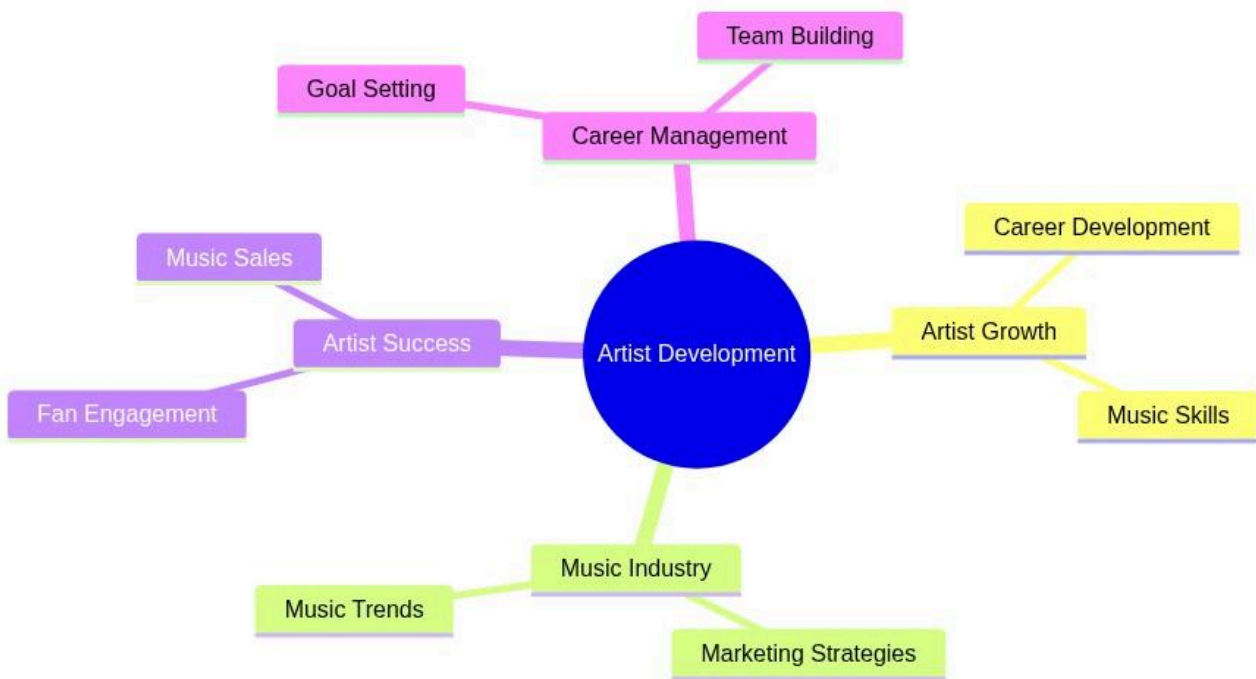 Team Building
Goal Setting
Career Management
Career Development
Music Sales
Artist Growth
Artist Success
Artist Development
Fan Engagement
Music Skills
Music Industry
Music Trends
Marketing Strategies